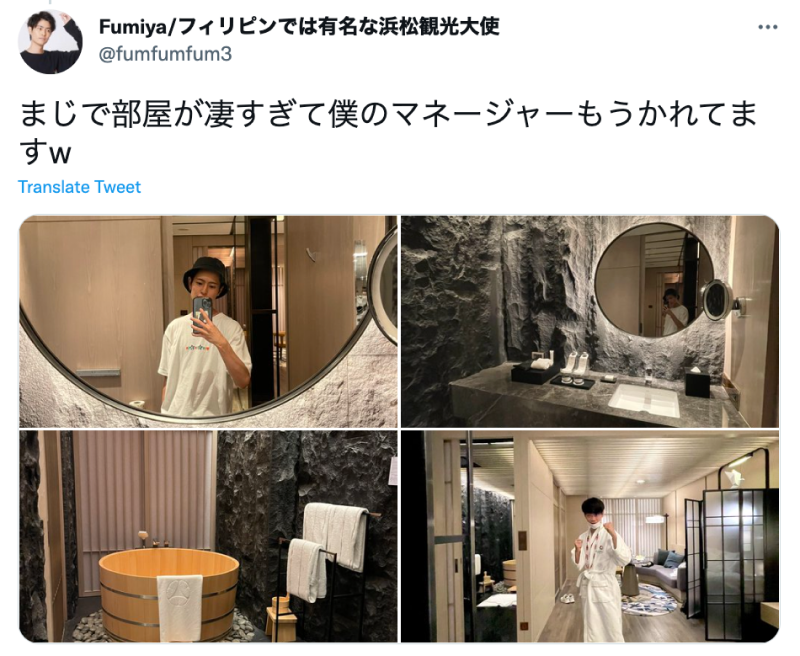 Fumiya/フィリピンでは有名な浜松観光大使
@fumfumfum3
まじで部屋が凄すぎて僕のマネージャーもうかれてま
すw
Translate Tweet